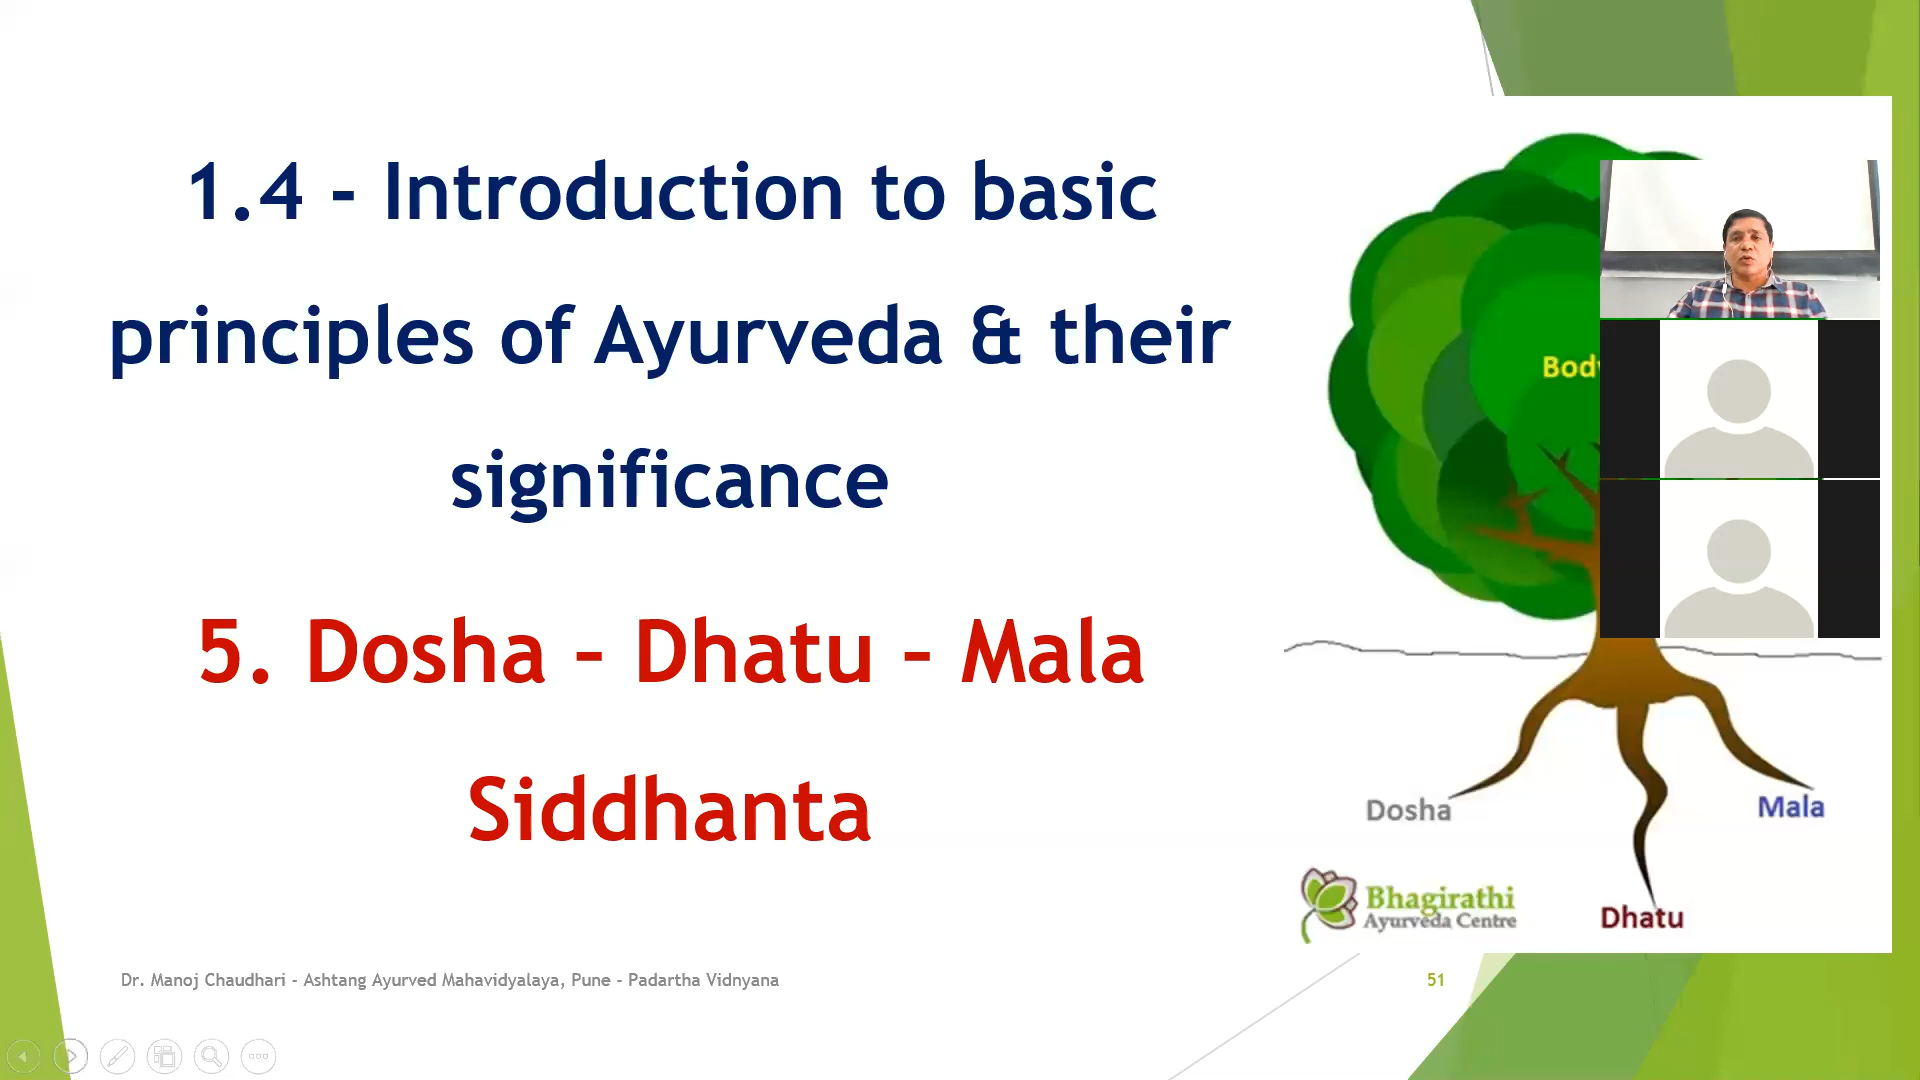 1.4 - Introduction to basic
principles of Ayurveda & their
significance
5. Dosha - Dhatu - Mala
Siddhanta
Body
Dosha
Mala
Dhatu
Bhagirathi
Ayurveda Centre
Dr. Manoj Chaudhari - Ashtang Ayurved Mahavidyalaya, Pune - Padartha Vidnyana
51